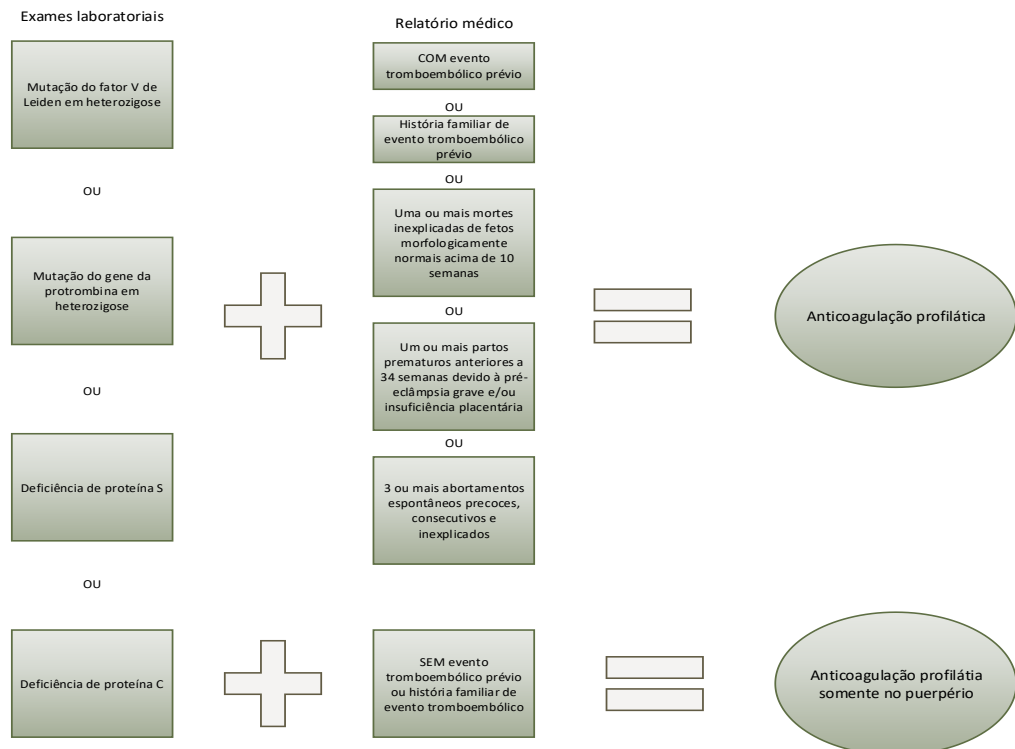 Exames laboratoriais
Mutação do fator V de
Leiden em heterozigose
OU
Mutação do gene da
protrombina em
heterozigose
OU
Deficiência de proteína S
OU
Deficiência de proteína C
Relatório médico
COM evento
tromboembólico prévio
OU
História familiar de
evento tromboembólico
prévio
OU
Uma ou mais mortes
inexplicadas de fetos
morfologicamente
normais acima de 10
semanas
OU
Um ou mais partos
prematuros anteriores a
34 semanas devido à pré-
eclâmpsia grave e/ou
insuficiência placentária
OU
3 ou mais abortamentos
espontâneos precoces,
consecutivos e
inexplicados
SEM evento
tromboembólico prévio
ou história familiar de
evento tromboembólico
Anticoagulação profilática
Anticoagulação profilátia
somente no puerpério